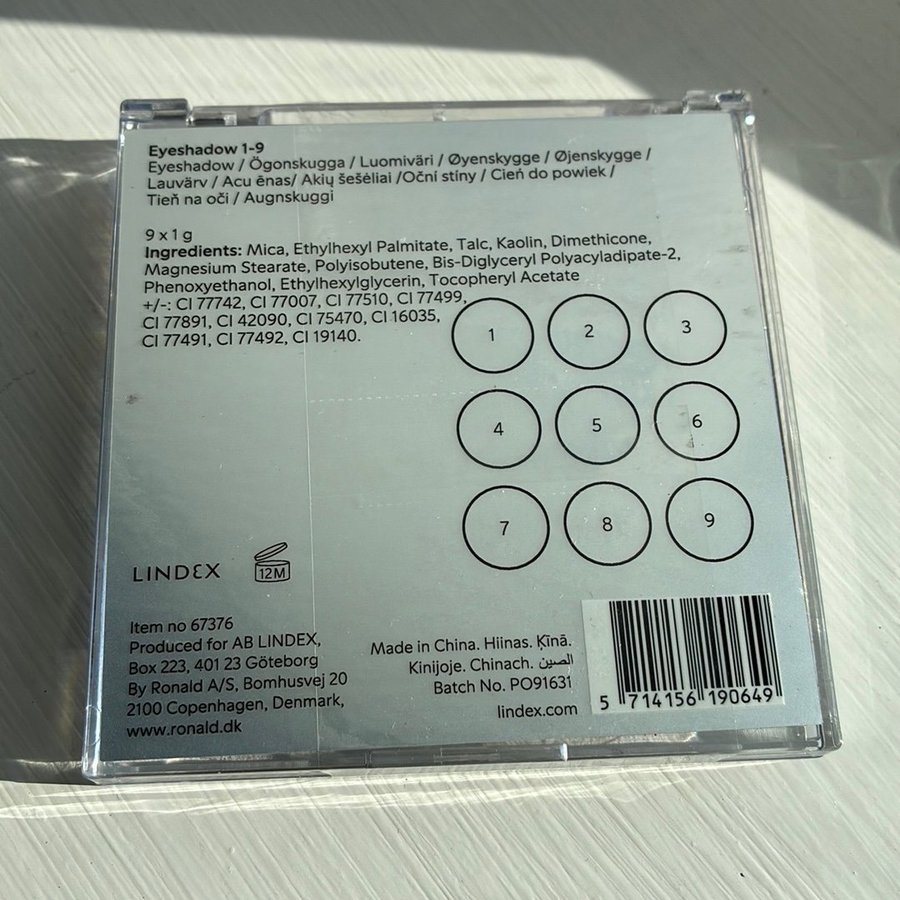 Eyeshadow 1-9
Eyeshadow / Ögonskugga / Luomiväri / Øyenskygge / Øjenskygge /
Lauvärv / Acu ēnas/ Akių šešėliai /Oční stíny / Cień do powiek /
Tieň na oči / Augnskuggi
9 x 1 g
Ingredients: Mica, Ethylhexyl Palmitate, Talc, Kaolin, Dimethicone,
Magnesium Stearate, Polyisobutene, Bis-Diglyceryl Polyacyladipate-2,
Phenoxyethanol, Ethylhexylglycerin, Tocopheryl Acetate
+/-: CI 77742, CI 77007, CI 77510, CI 77499,
CI 77891, CI 42090, CI 75470, CI 16035,
CI 77491, CI 77492, CI 19140.
1 2 3
4 5 6
7 8 9
LINDEX
12M
Item no 67376
Produced for AB LINDEX,
Box 223, 401 23 Göteborg
By Ronald A/S, Bomhusvej 20
2100 Copenhagen, Denmark,
www.ronald.dk
Made in China. Hiinas. Ķīnā.
Kinijoje. Chinach. الصين
Batch No. PO91631
lindex.com
5 714156 190649